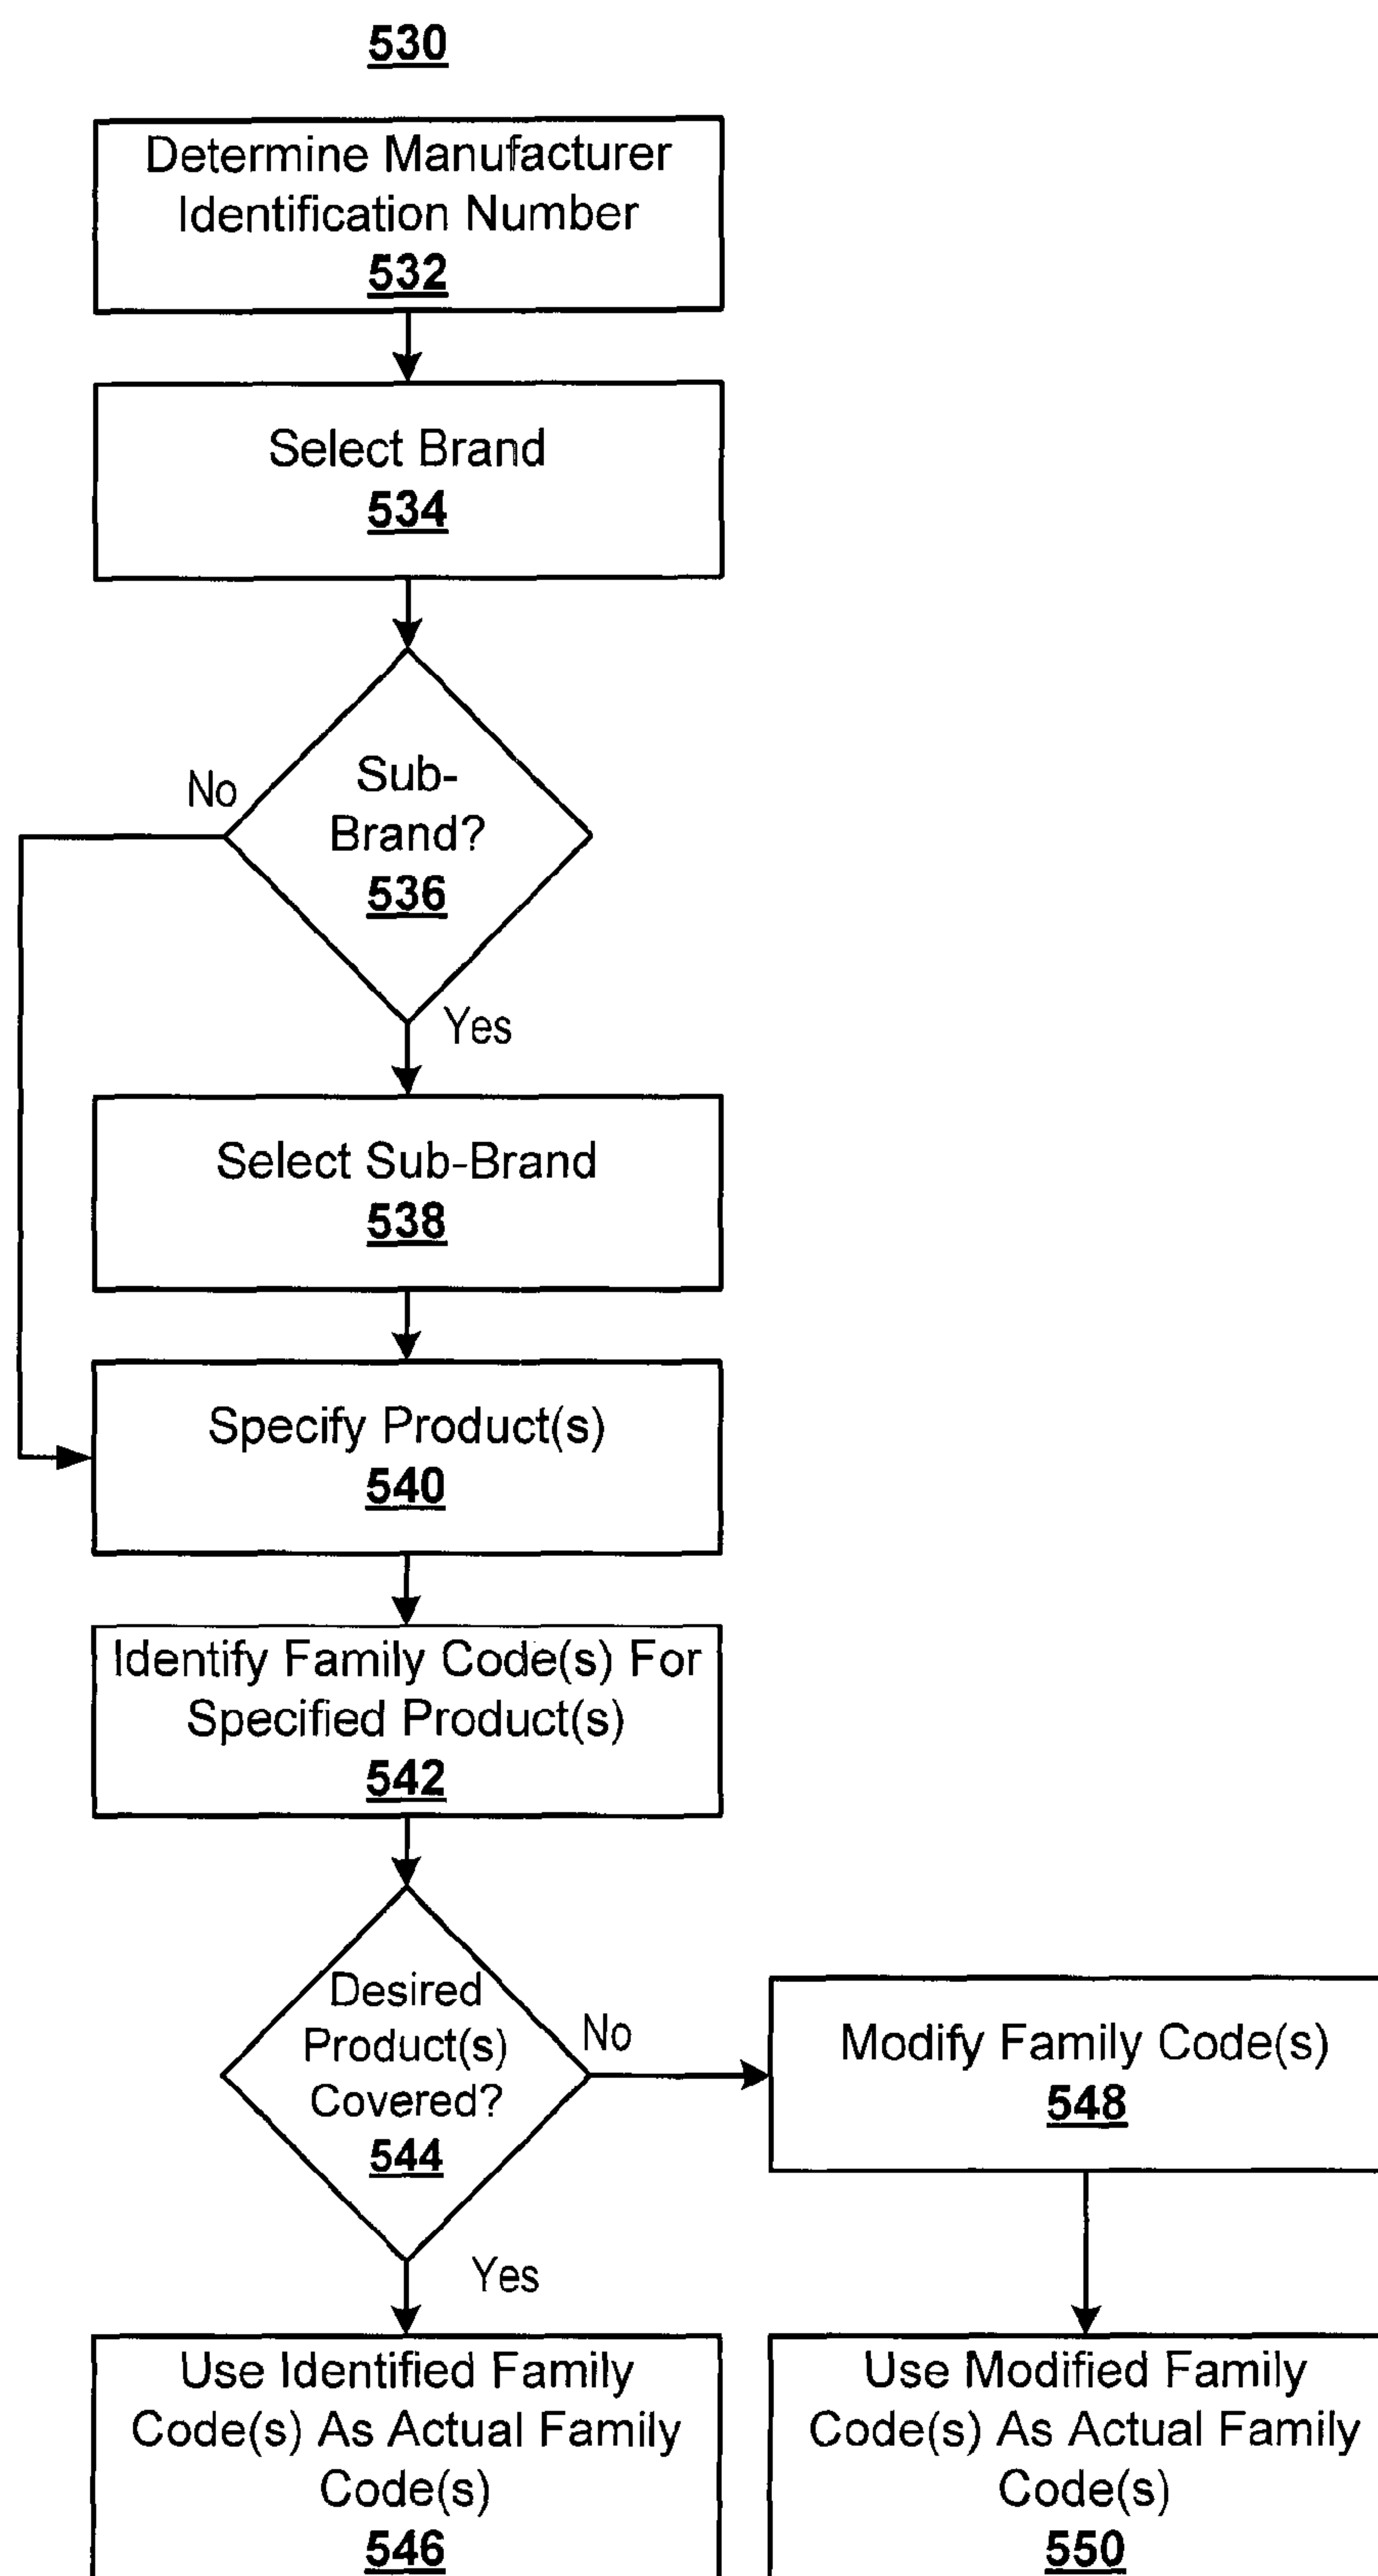 530
Determine Manufacturer
Identification Number
532
Select Brand
534
Sub-
Brand?
536
No
Yes
Select Sub-Brand
538
Specify Product(s)
540
Identify Family Code(s) For
Specified Product(s)
542
Desired
Product(s)
Covered?
544
No
Modify Family Code(s)
548
Yes
Use Identified Family
Code(s) As Actual Family
Code(s)
546
Use Modified Family
Code(s) As Actual Family
Code(s)
550